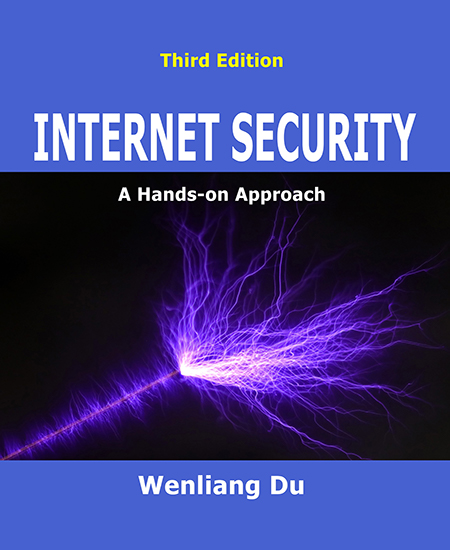 Third Edition
INTERNET SECURITY
A Hands-on Approach
Wenliang Du